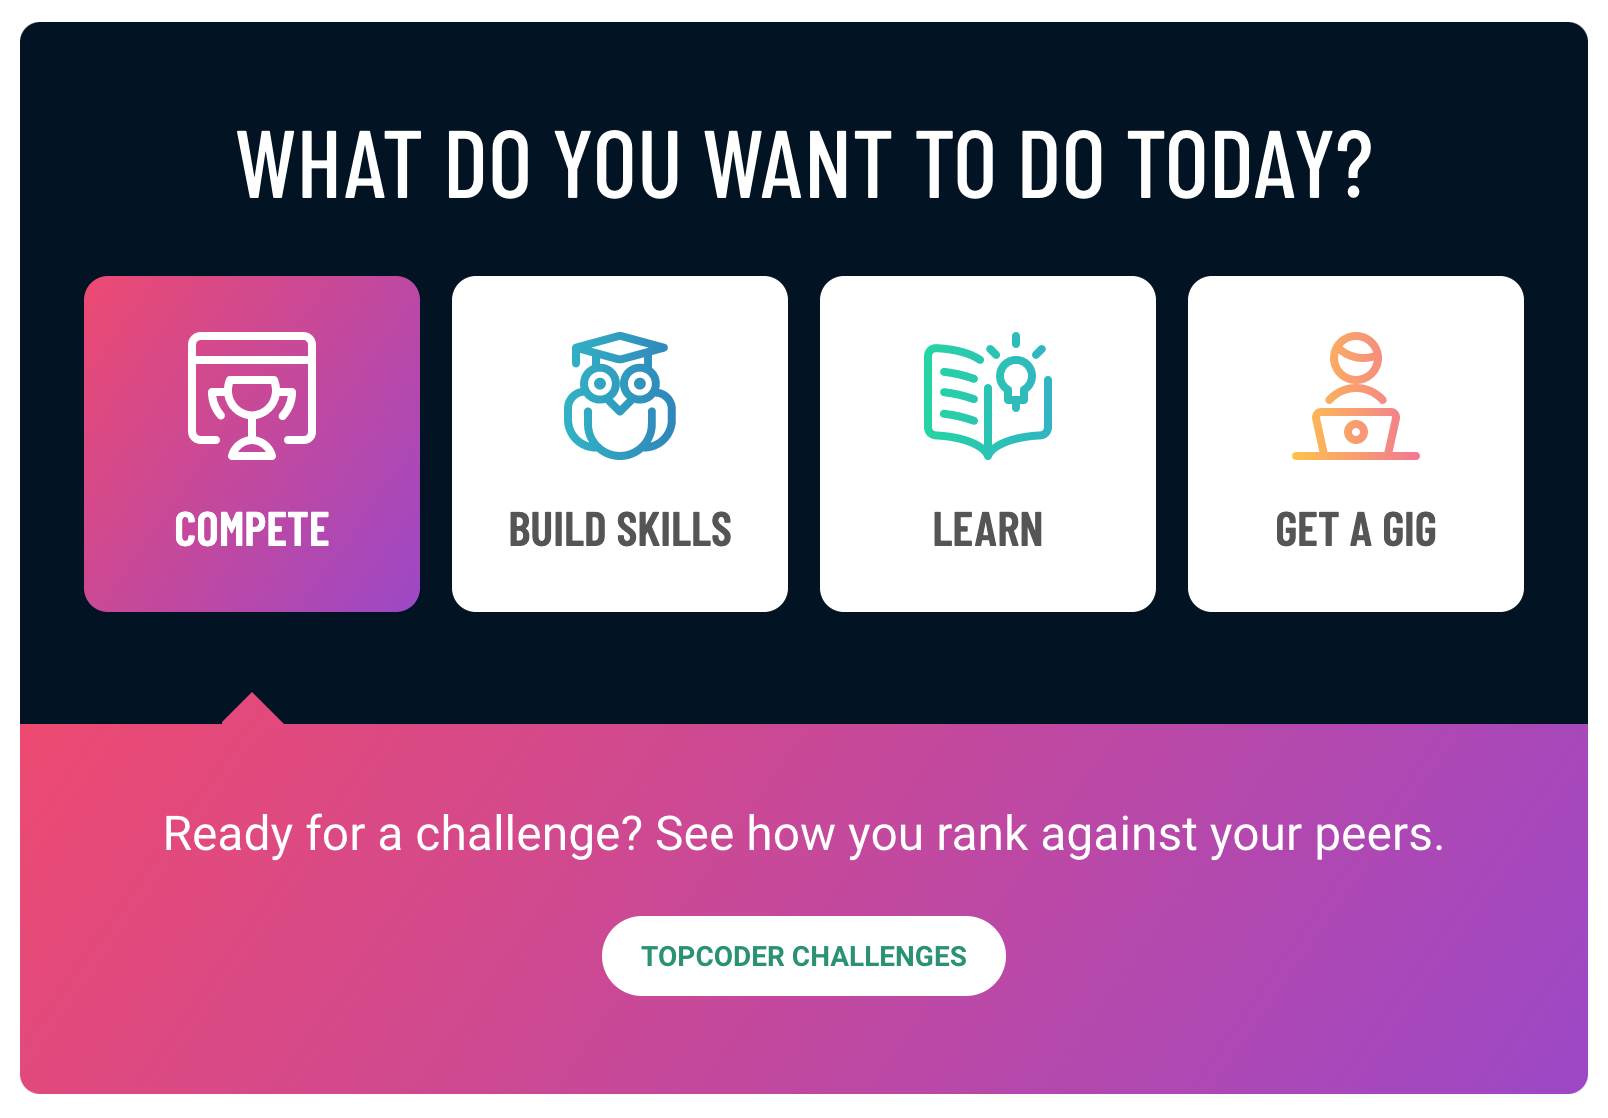 WHAT DO YOU WANT TO DO TODAY?
COMPETE
BUILD SKILLS
LEARN
GET A GIG
Ready for a challenge? See how you rank against your peers.
TOPCODER CHALLENGES